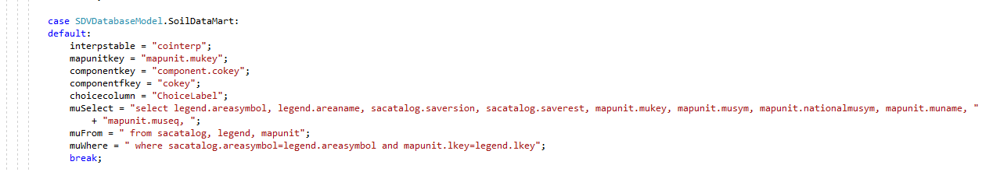 case SDVDatabaseModel.SoilDataMart:
default:
interpstable = "cointerp";
mapunitkey = "mapunit.mukey";
componentkey = "component.cokey";
componentfkey = "cokey";
choicecolumn = "ChoiceLabel";
muSelect = "select legend.areasymbol, legend.areaname, sacatalog.saversion, sacatalog.saverest, mapunit.mukey, mapunit.musym, mapunit.nationalmusym, mapunit.muname, "
+ "mapunit.museq, ";
muFrom = " from sacatalog, legend, mapunit";
muWhere = " where sacatalog.areasymbol=legend.areasymbol and mapunit.lkey=legend.lkey";
break;